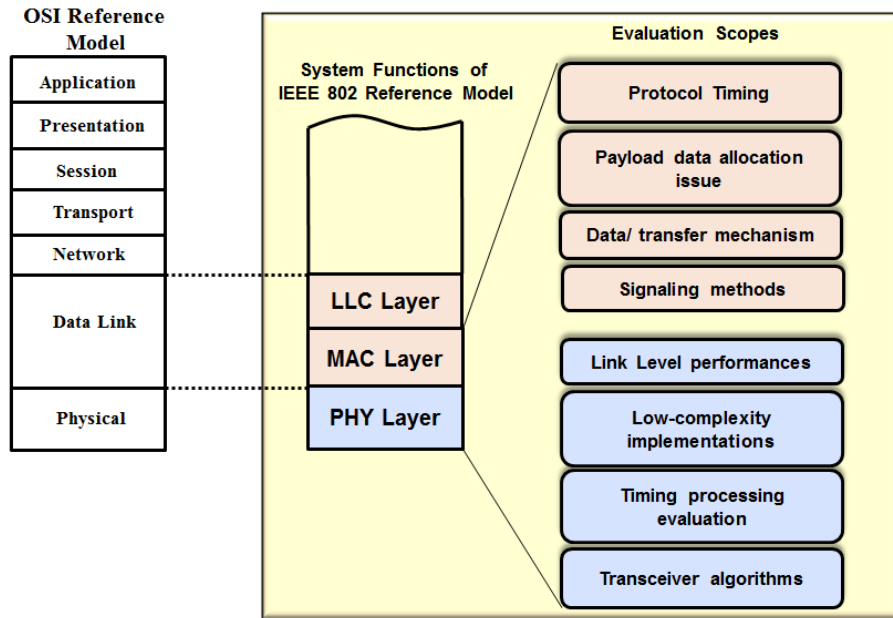 OSI Reference
Model
Application
Presentation
Session
Transport
Network
Data Link
Physical
System Functions of
IEEE 802 Reference Model
LLC Layer
MAC Layer
PHY Layer
Evaluation Scopes
Protocol Timing
Payload data allocation
issue
Data/ transfer mechanism
Signaling methods
Link Level performances
Low-complexity
implementations
Timing processing
evaluation
Transceiver algorithms